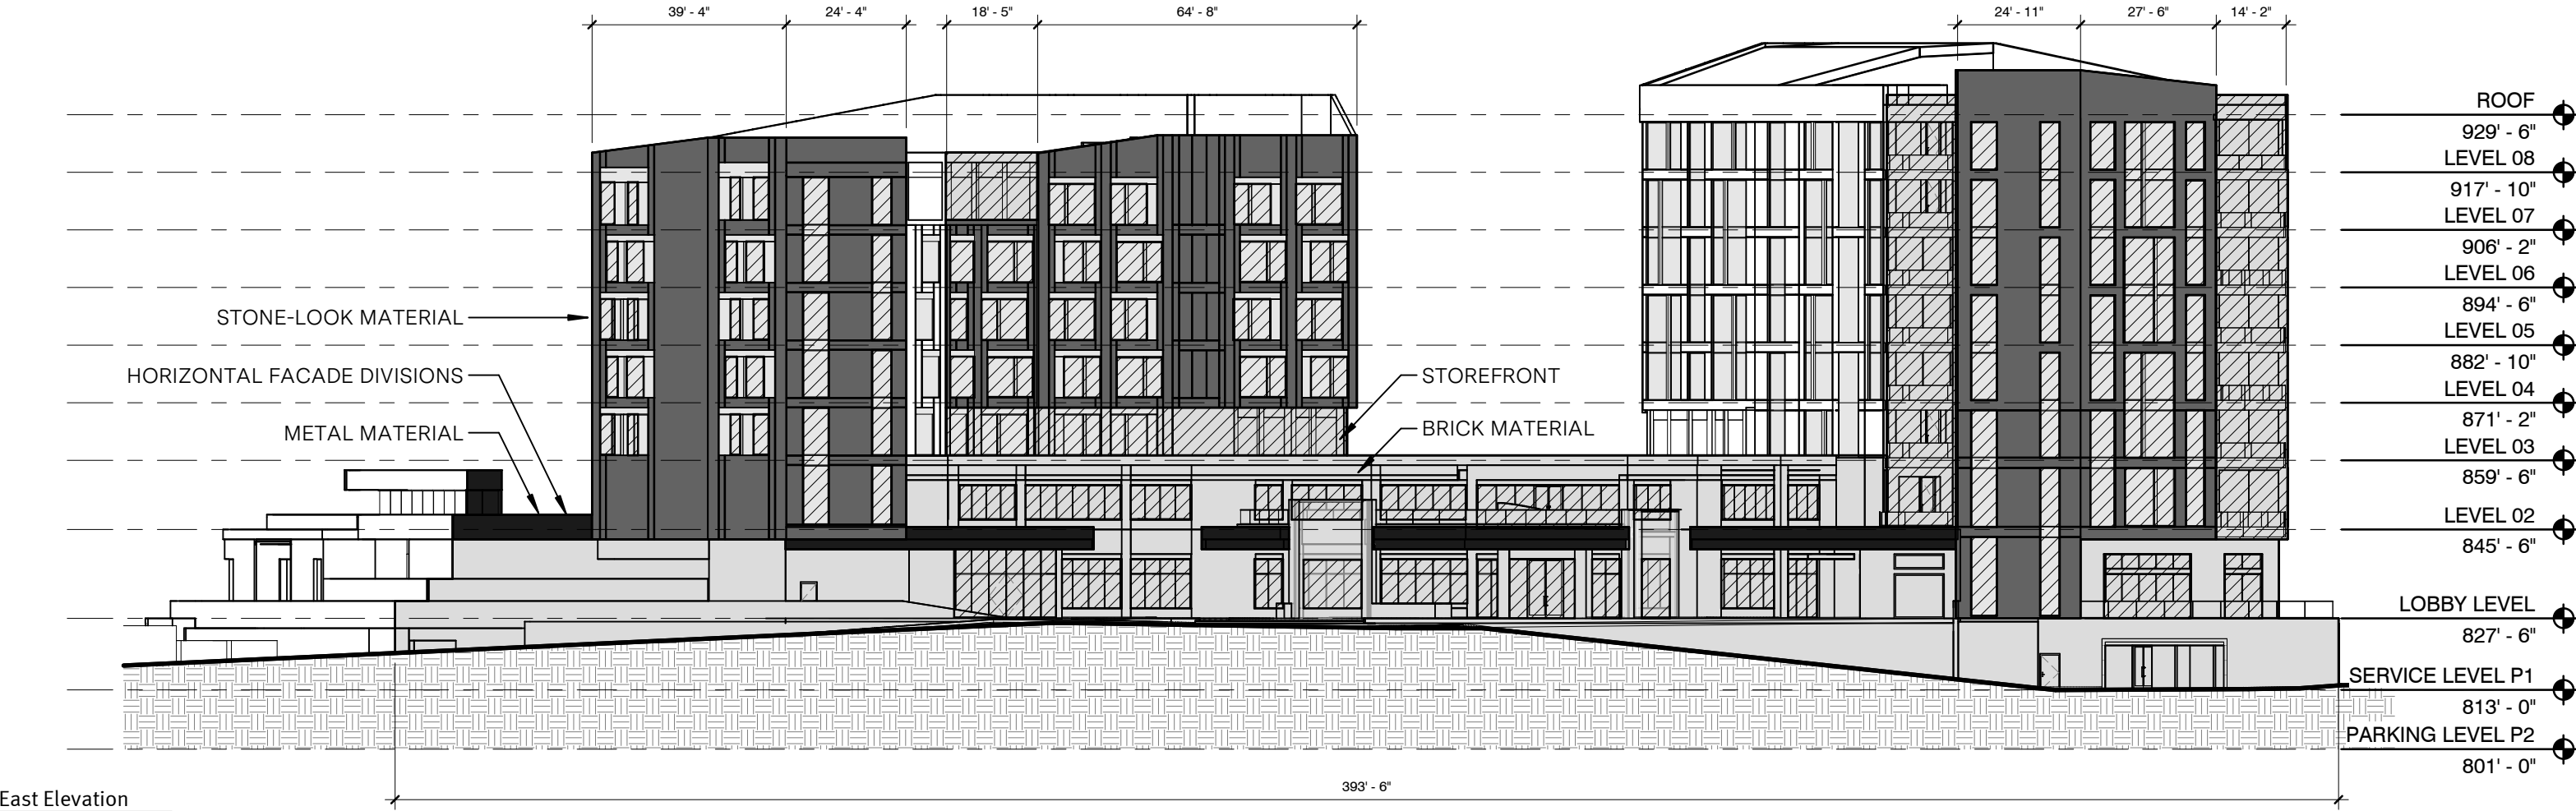 39' - 4"
24' - 4"
18' - 5"
64' - 8"
24' - 11"
27' - 6"
14' - 2"
ROOF
929' - 6"
LEVEL 08
917' - 10"
LEVEL 07
906' - 2"
LEVEL 06
894' - 6"
LEVEL 05
882' - 10"
LEVEL 04
871' - 2"
LEVEL 03
859' - 6"
LEVEL 02
845' - 6"
LOBBY LEVEL
827' - 6"
SERVICE LEVEL P1
813' - 0"
PARKING LEVEL P2
801' - 0"
STONE-LOOK MATERIAL
HORIZONTAL FACADE DIVISIONS
METAL MATERIAL
STOREFRONT
BRICK MATERIAL
393' - 6"
East Elevation